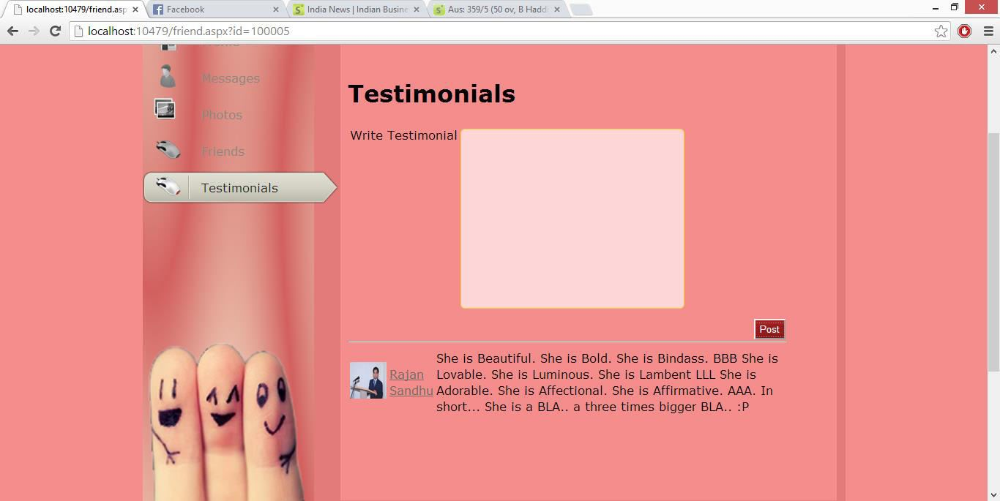 localhost:10479/friend.asp
Facebook
India News | Indian Busine
Aus: 359/5 (50 ov, B Haddi
localhost:10479/friend.aspx?id=100005
Profile
Messages
Photos
Friends
Testimonials
Testimonials
Write Testimonial
Post
Rajan
Sandhu
She is Beautiful. She is Bold. She is Bindass. BBB She is
Lovable. She is Luminous. She is Lambent LLL She is
Adorable. She is Affectional. She is Affirmative. AAA. In
short... She is a BLA.. a three times bigger BLA.. :P